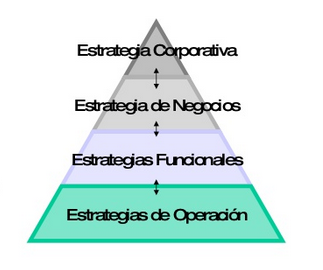 Estrategia Corporativa
Estrategia de Negocios
Estrategias Funcionales
Estrategias de Operación